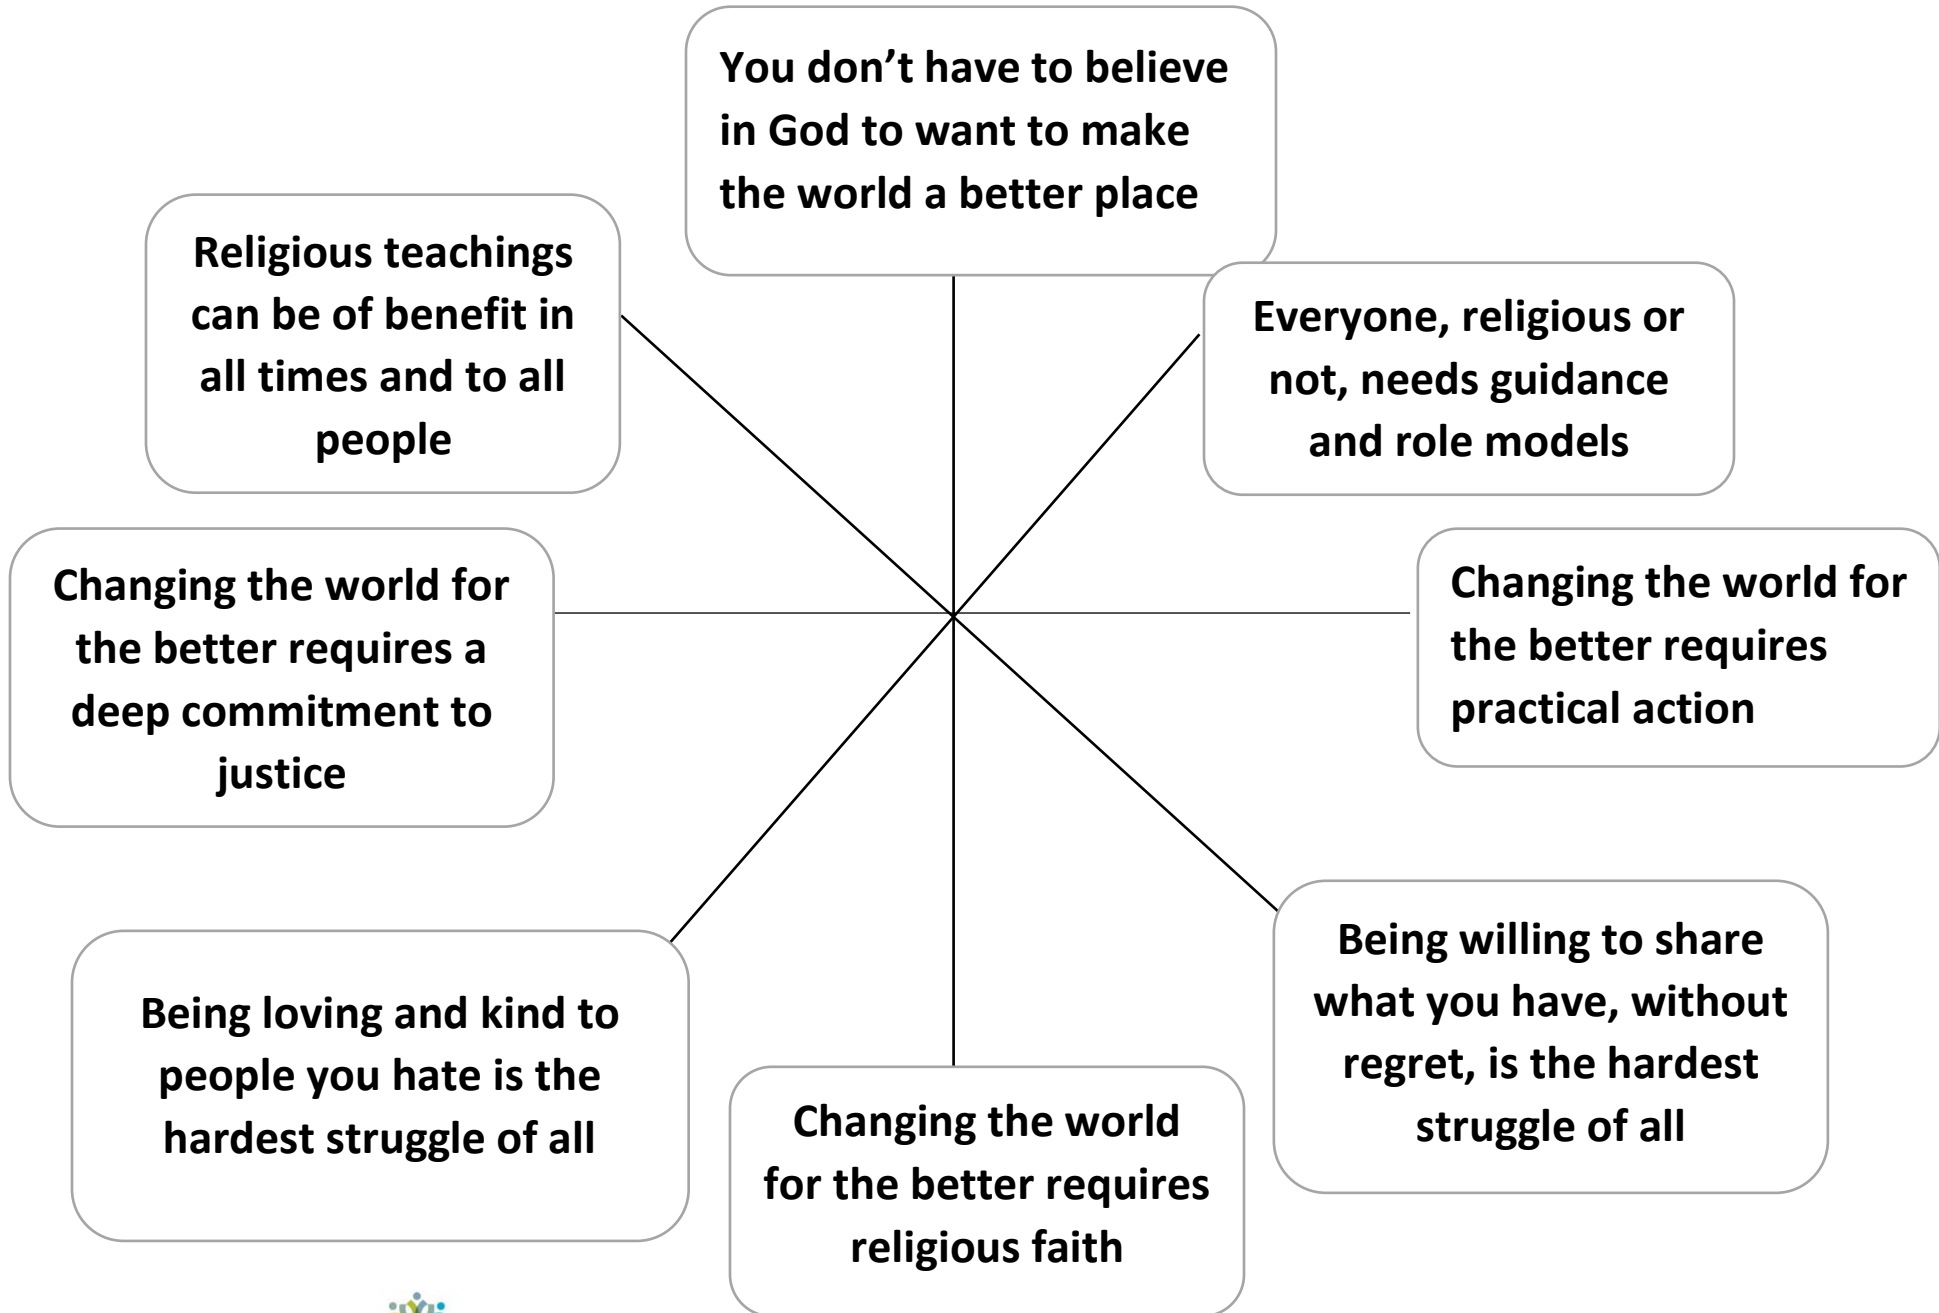 You don’t have to believe
in God to want to make
the world a better place
Religious teachings
can be of benefit in
all times and to all
people
Everyone, religious or
not, needs guidance
and role models
Changing the world for
the better requires a
deep commitment to
justice
Changing the world for
the better requires
practical action
Being loving and kind to
people you hate is the
hardest struggle of all
Being willing to share
what you have, without
regret, is the hardest
struggle of all
Changing the world
for the better requires
religious faith